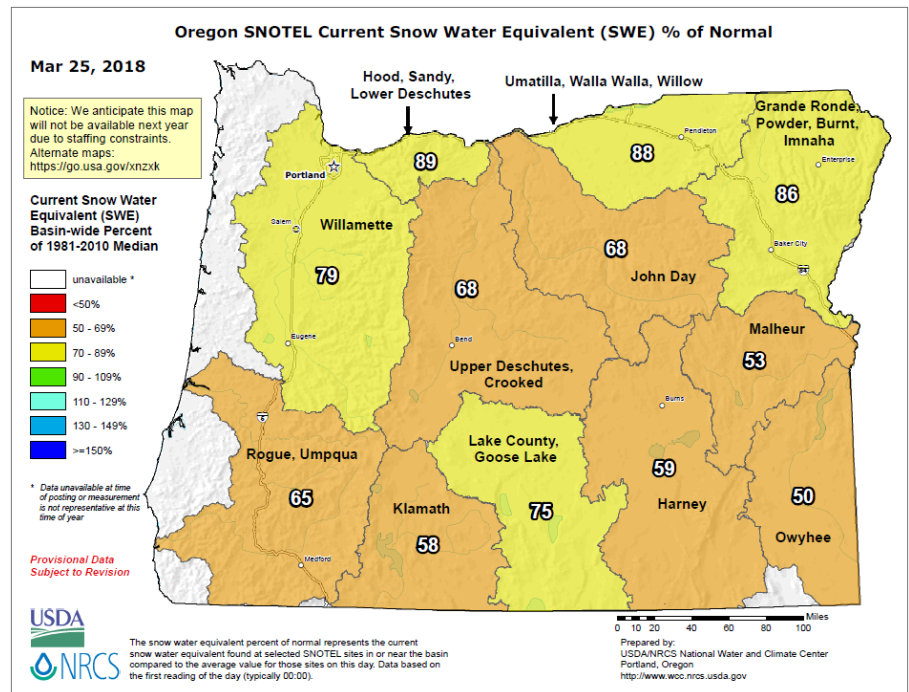 Oregon SNOTEL Current Snow Water Equivalent (SWE) % of Normal
Mar 25, 2018
Notice: We anticipate this map
will not be available next year
due to staffing constraints.
Alternate maps:
https://go.usa.gov/xnzxk
Current Snow Water
Equivalent (SWE)
Basin-wide Percent
of 1981-2010 Median
unavailable *
<50%
50 - 69%
70 - 89%
90 - 109%
110 - 129%
130 - 149%
>=150%
* Data unavailable at time
of posting or measurement
is not representative at this
time of year
Provisional Data
Subject to Revision
Hood, Sandy,
Lower Deschutes
89
Umatilla, Walla Walla, Willow
Pendleton
88
Grande Ronde,
Powder, Burnt,
Imnaha
Enterprise
86
Baker City
84
Portland
Salem
Willamette
79
Eugene
68
Bend
Upper Deschutes,
Crooked
68
John Day
Malheur
53
Burns
59
Harney
50
Owyhee
Lake County,
Goose Lake
75
Klamath
58
Rogue, Umpqua
65
Medford
USDA
NRCS
The snow water equivalent percent of normal represents the current
snow water equivalent found at selected SNOTEL sites in or near the basin
compared to the average value for those sites on this day. Data based on
the first reading of the day (typically 00:00).
Miles
0 10 20 40 60 80 100
Prepared by:
USDA/NRCS National Water and Climate Center
Portland, Oregon
http://www.wcc.nrcs.usda.gov